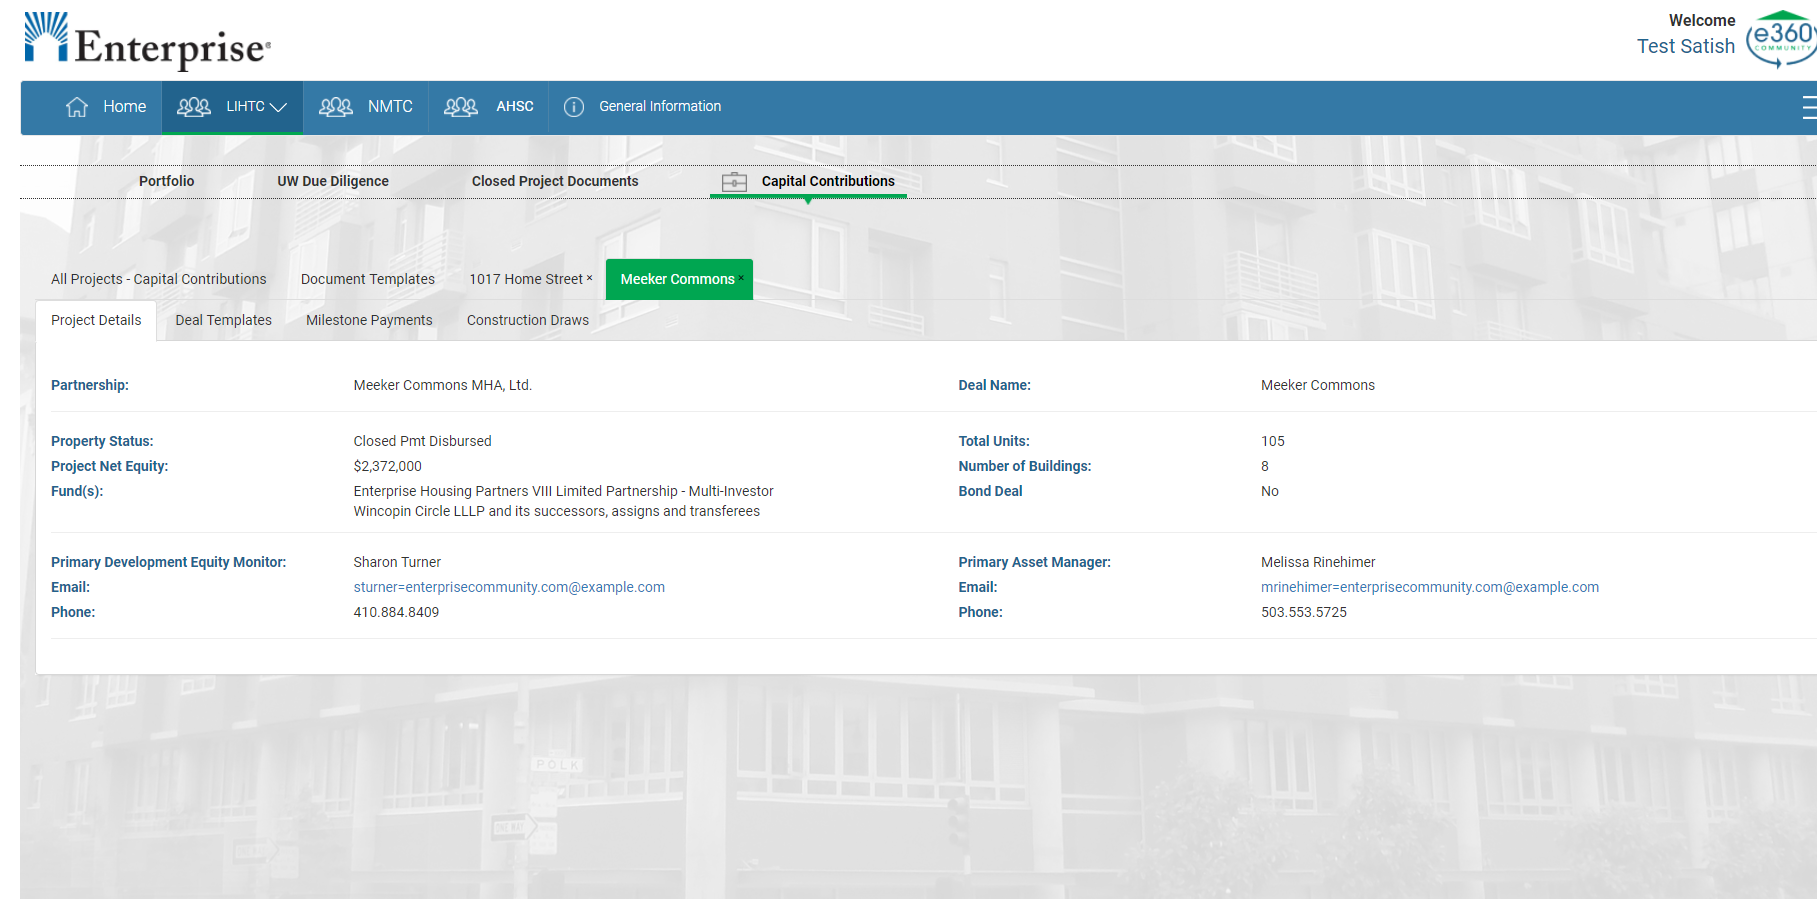 Enterprise®
Welcome
Test Satish
e360
COMMUNITY
Home
LIHTC
NMTC
AHSC
General Information
Portfolio
UW Due Diligence
Closed Project Documents
Capital Contributions
All Projects - Capital Contributions
Document Templates
1017 Home Street ×
Meeker Commons ×
Project Details
Deal Templates
Milestone Payments
Construction Draws
Partnership: Meeker Commons MHA, Ltd.
Deal Name: Meeker Commons
Property Status: Closed Pmt Disbursed
Total Units: 105
Project Net Equity: $2,372,000
Number of Buildings: 8
Fund(s): Enterprise Housing Partners VIII Limited Partnership - Multi-Investor
Wincopin Circle LLLP and its successors, assigns and transferees
Bond Deal No
Primary Development Equity Monitor: Sharon Turner
Primary Asset Manager: Melissa Rinehimer
Email: sturner=enterprisecommunity.com@example.com
Email: mrinehimer=enterprisecommunity.com@example.com
Phone: 410.884.8409
Phone: 503.553.5725
POLK
ONE WAY